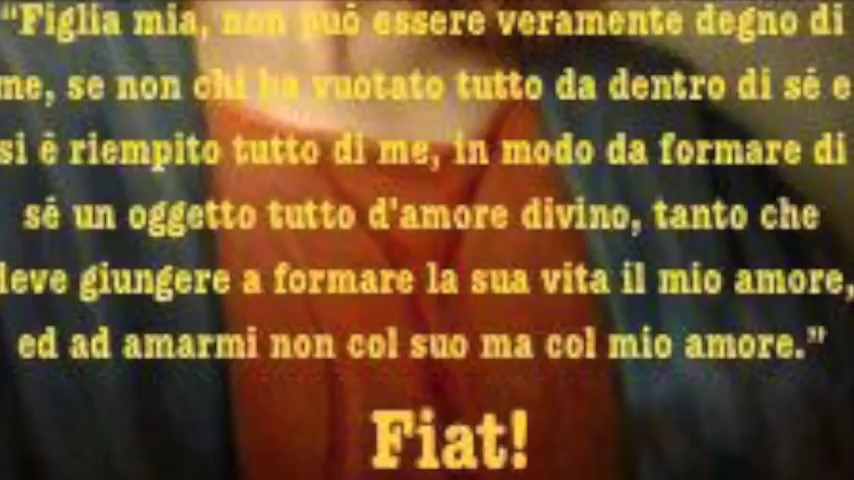 “Figlia mia, non può essere veramente degno di
me, se non chi ha vuotato tutto da dentro di sé e
si è riempito tutto di me, in modo da formare di
sé un oggetto tutto d'amore divino, tanto che
deve giungere a formare la sua vita il mio amore,
ed ad amarmi non col suo ma col mio amore.”
Fiat!